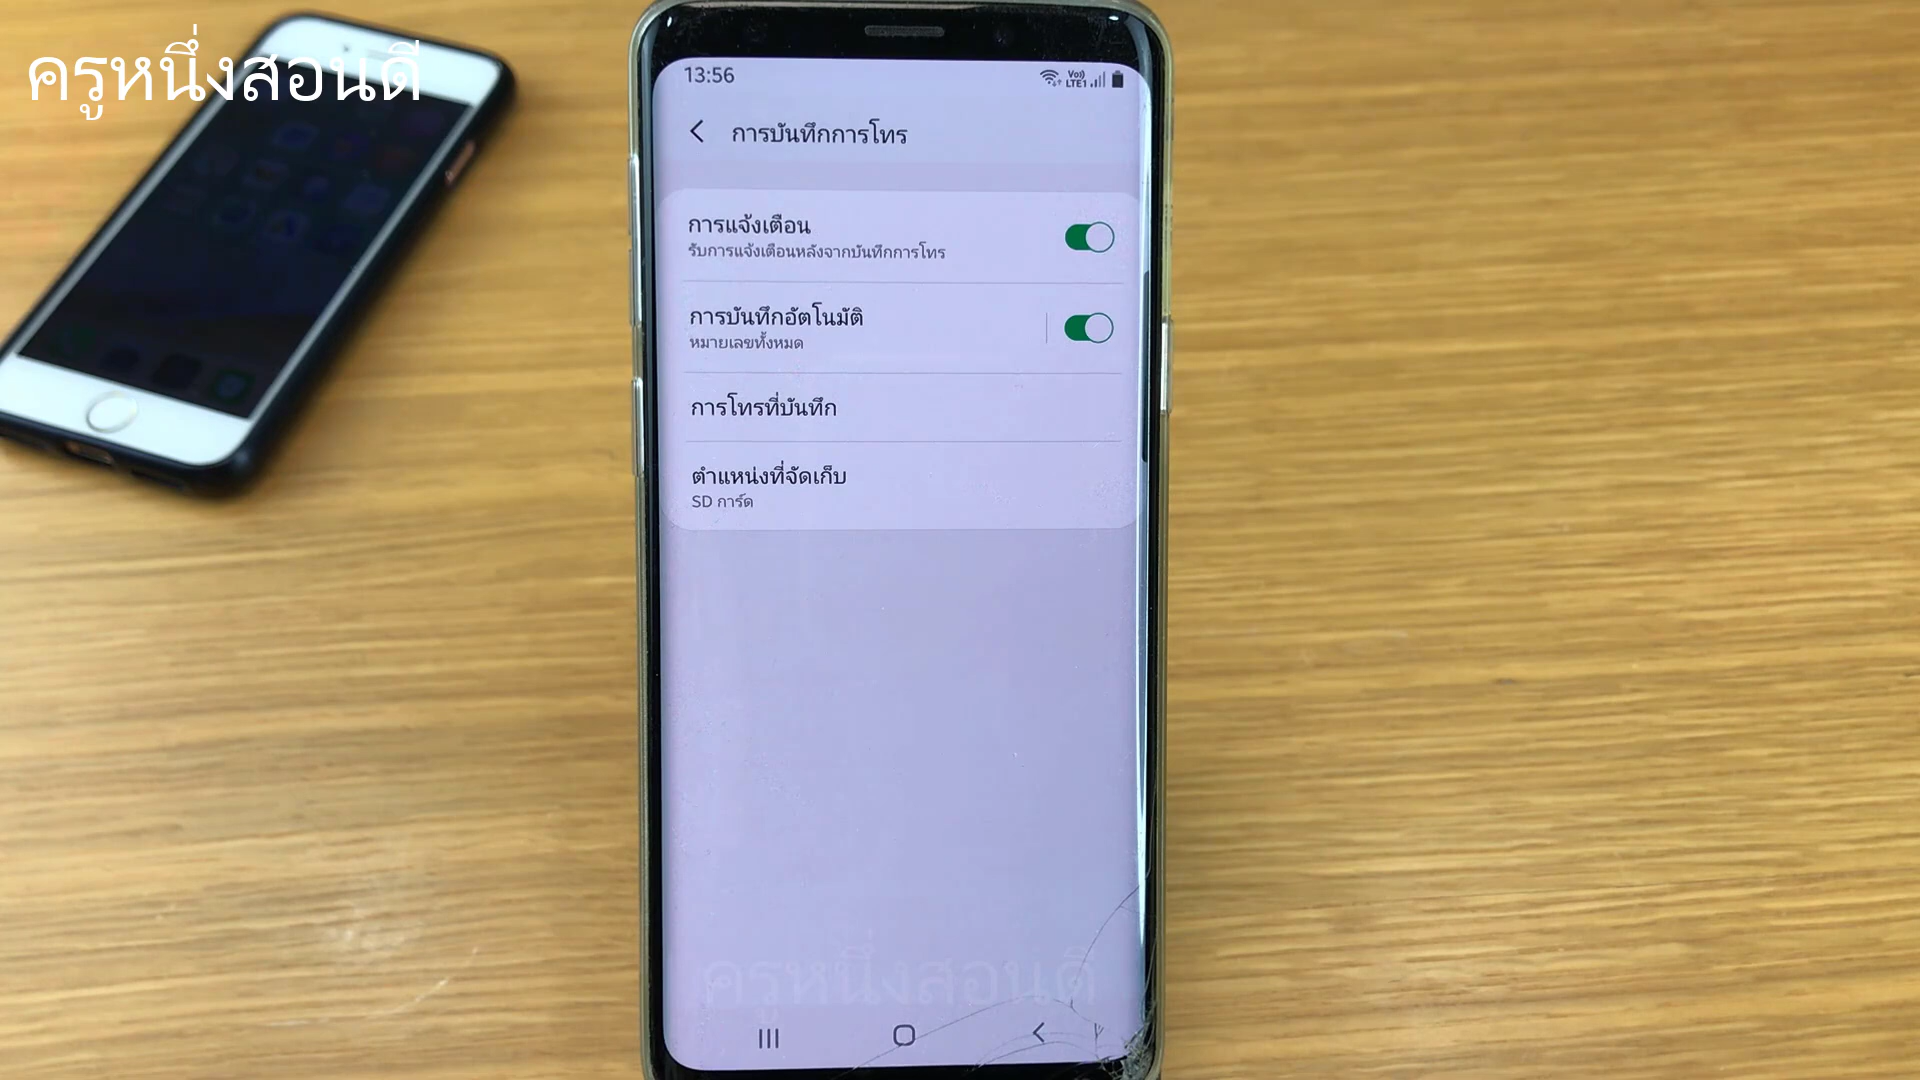 ครูหนึ่งสอนดี
13:56
Vo)) LTE1
การบันทึกการโทร
การแจ้งเตือน
รับการแจ้งเตือนหลังจากบันทึกการโทร
การบันทึกอัตโนมัติ
หมายเลขทั้งหมด
การโทรที่บันทึก
ตำแหน่งที่จัดเก็บ
SD การ์ด
ครูหนึ่งสอนดี